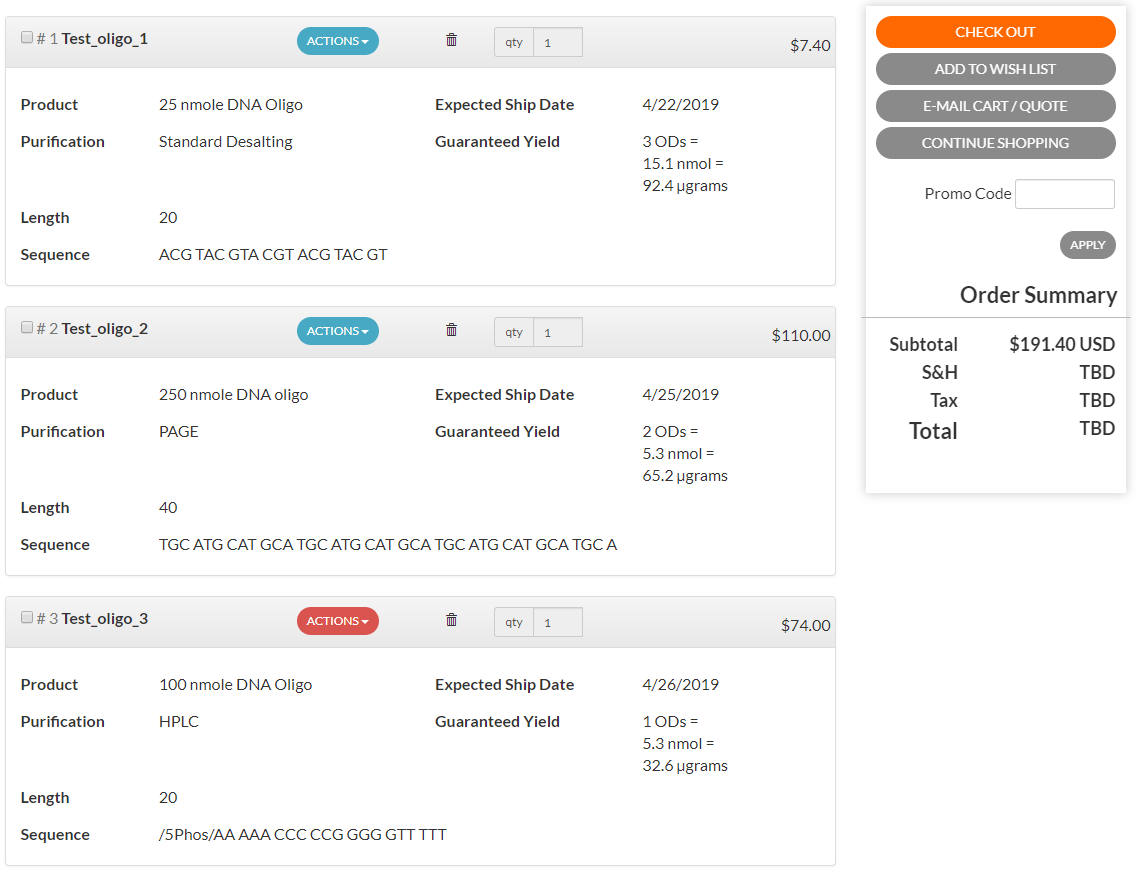 # 1 Test_oligo_1 ACTIONS qty 1 $7.40
Product 25 nmole DNA Oligo Expected Ship Date 4/22/2019
Purification Standard Desalting Guaranteed Yield 3 ODs =
15.1 nmol =
92.4 µgrams
Length 20
Sequence ACG TAC GTA CGT ACG TAC GT
# 2 Test_oligo_2 ACTIONS qty 1 $110.00
Product 250 nmole DNA oligo Expected Ship Date 4/25/2019
Purification PAGE Guaranteed Yield 2 ODs =
5.3 nmol =
65.2 µgrams
Length 40
Sequence TGC ATG CAT GCA TGC ATG CAT GCA TGC ATG CAT GCA TGC A
# 3 Test_oligo_3 ACTIONS qty 1 $74.00
Product 100 nmole DNA Oligo Expected Ship Date 4/26/2019
Purification HPLC Guaranteed Yield 1 ODs =
5.3 nmol =
32.6 µgrams
Length 20
Sequence /5Phos/AA AAA CCC CCG GGG GTT TTT
CHECK OUT
ADD TO WISH LIST
E-MAIL CART / QUOTE
CONTINUE SHOPPING
Promo Code
APPLY
Order Summary
Subtotal $191.40 USD
S&H TBD
Tax TBD
Total TBD